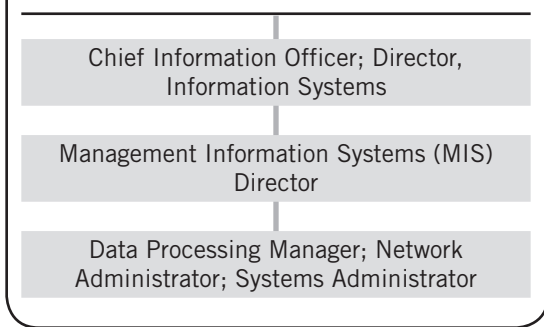 Chief Information Officer; Director,
Information Systems
Management Information Systems (MIS)
Director
Data Processing Manager; Network
Administrator; Systems Administrator